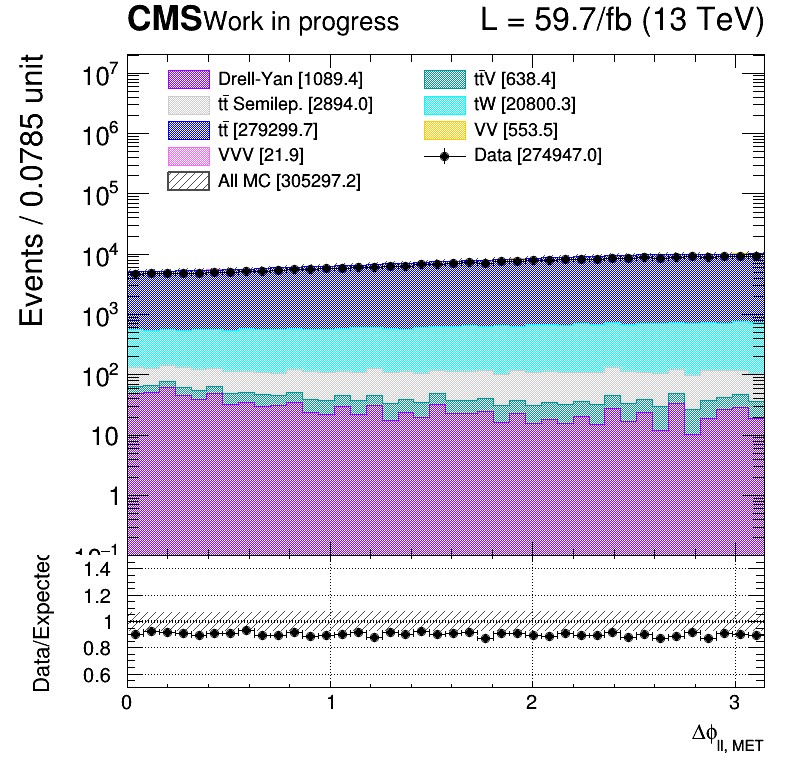 CMS Work in progress L = 59.7/fb (13 TeV)
Events / 0.0785 unit
10⁷
10⁶
10⁵
10⁴
10³
10²
10
1
10⁻¹
Drell-Yan [1089.4]
tt̄ Semilep. [2894.0]
tt̄ [279299.7]
VVV [21.9]
All MC [305297.2]
tt̄V [638.4]
tW [20800.3]
VV [553.5]
Data [274947.0]
Data/Expected
1.4
1.2
1
0.8
0.6
0 1 2 3
Δϕ_ll, MET